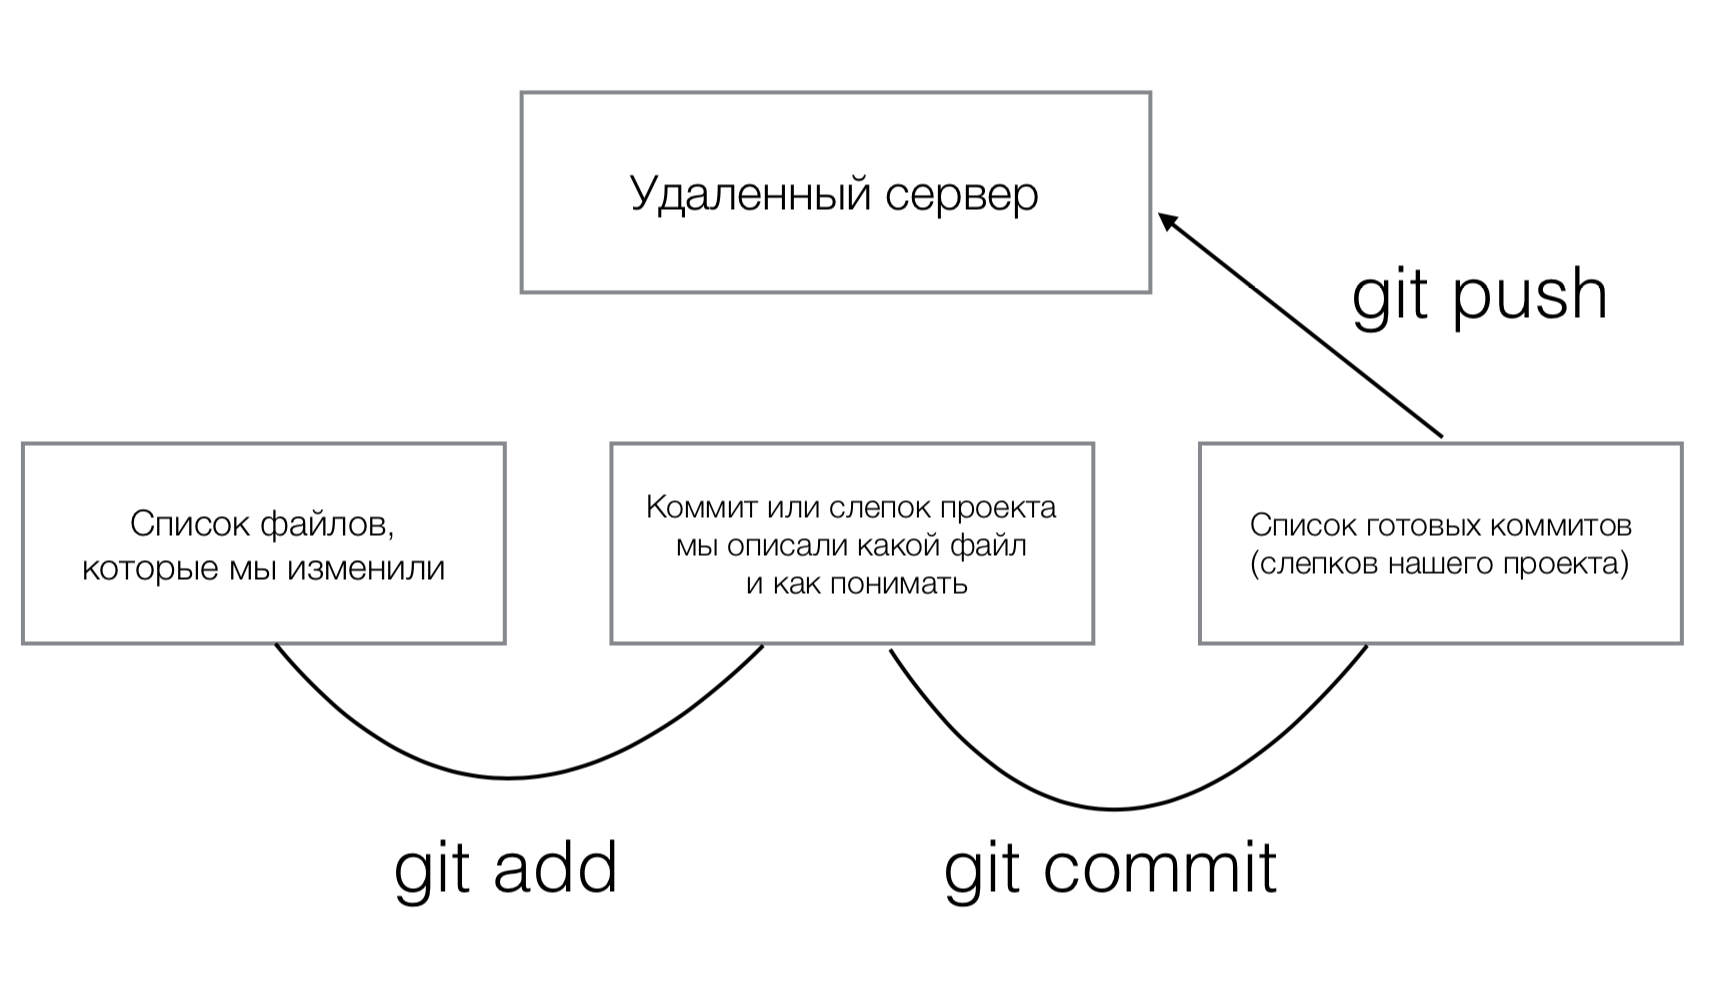 Удаленный сервер
git push
Список файлов,
которые мы изменили
Коммит или слепок проекта
мы описали какой файл
и как понимать
Список готовых коммитов
(слепков нашего проекта)
git add
git commit